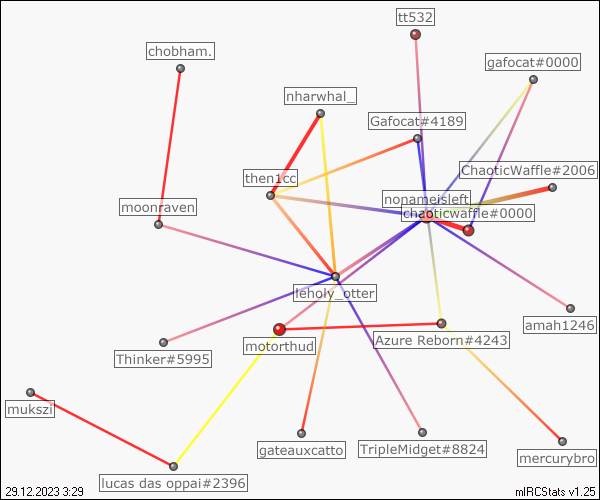 tt532
chobham.
gafocat#0000
nharwhal_
Gafocat#4189
ChaoticWaffle#2006
then1cc
nonameisleft
moonraven
chaoticwaffle#0000
leholy_otter
amah1246
Azure Reborn#4243
motorthud
Thinker#5995
mukszi
gateauxcatto
TripleMidget#8824
mercurybro
lucas das oppai#2396
29.12.2023 3:29
mIRCStats v1.25